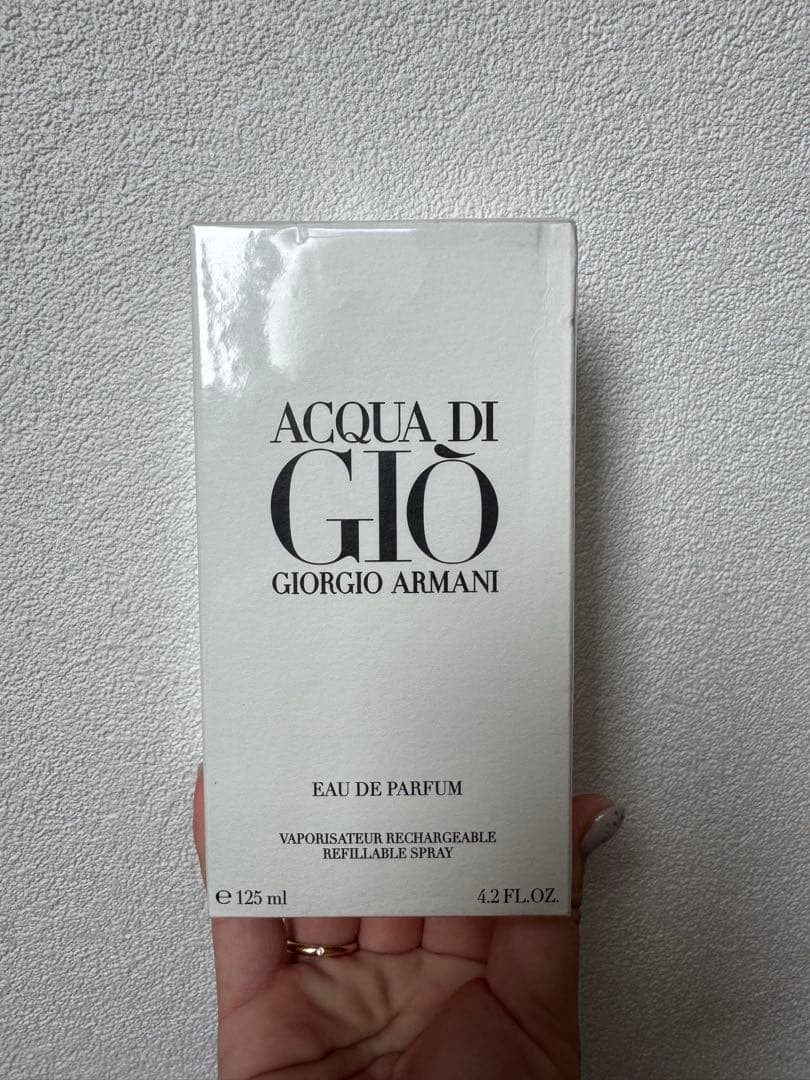 ACQUA DI
GIÒ
GIORGIO ARMANI
EAU DE PARFUM
VAPORISATEUR RECHARGEABLE
REFILLABLE SPRAY
℮ 125 ml 4.2 FL.OZ.